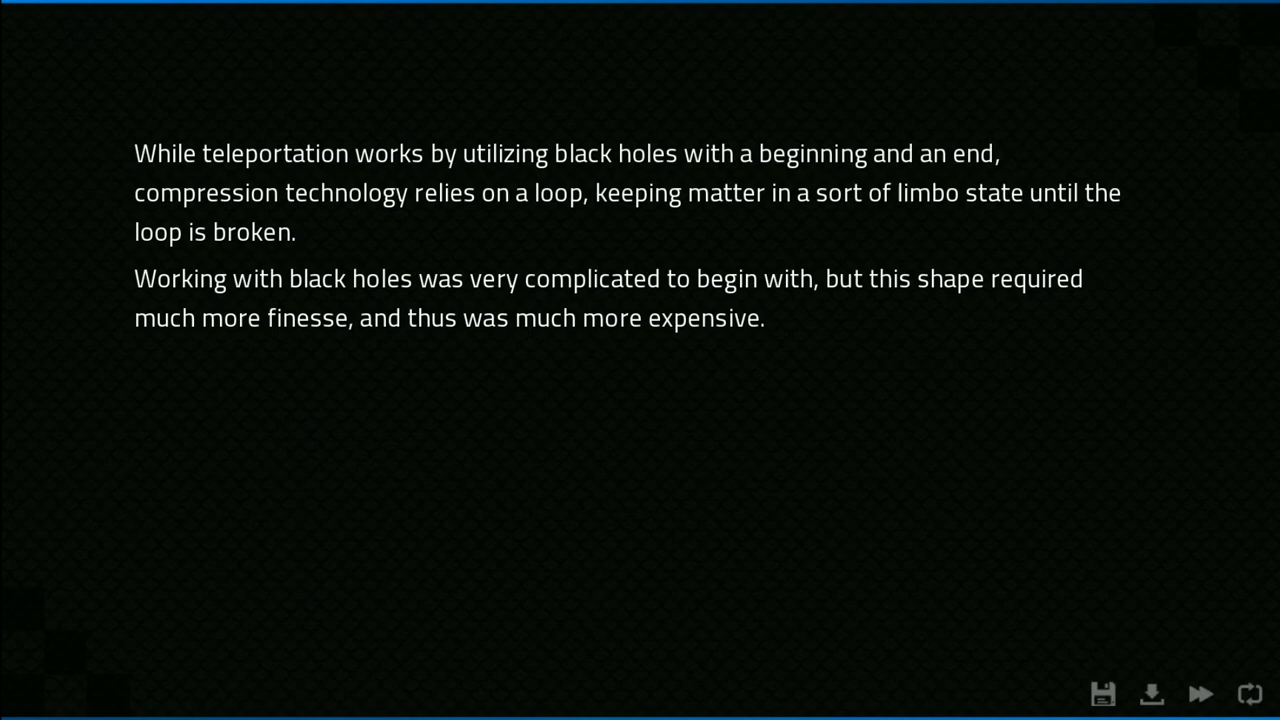 While teleportation works by utilizing black holes with a beginning and an end,
compression technology relies on a loop, keeping matter in a sort of limbo state until the
loop is broken.
Working with black holes was very complicated to begin with, but this shape required
much more finesse, and thus was much more expensive.